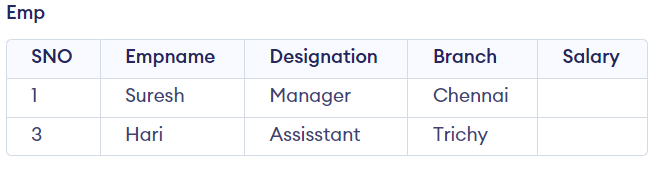 Emp
SNO Empname Designation Branch Salary
1 Suresh Manager Chennai
3 Hari Assisstant Trichy